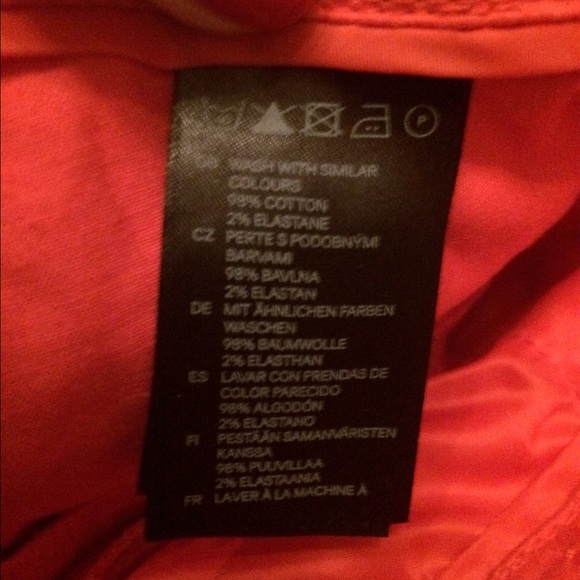 P
WASH WITH SIMILAR
COLOURS
98% COTTON
2% ELASTANE
CZ PERTE S PODOBNÝMI
BARVAMI
98% BAVLNA
2% ELASTAN
DE MIT ÄHNLICHEN FARBEN
WASCHEN
98% BAUMWOLLE
2% ELASTHAN
ES LAVAR CON PRENDAS DE
COLOR PARECIDO
98% ALGODÓN
2% ELASTANO
FI PESTÄÄN SAMANVÄRISTEN
KANSSA
98% PUUVILLAA
2% ELASTAANIA
FR LAVER À LA MACHINE À